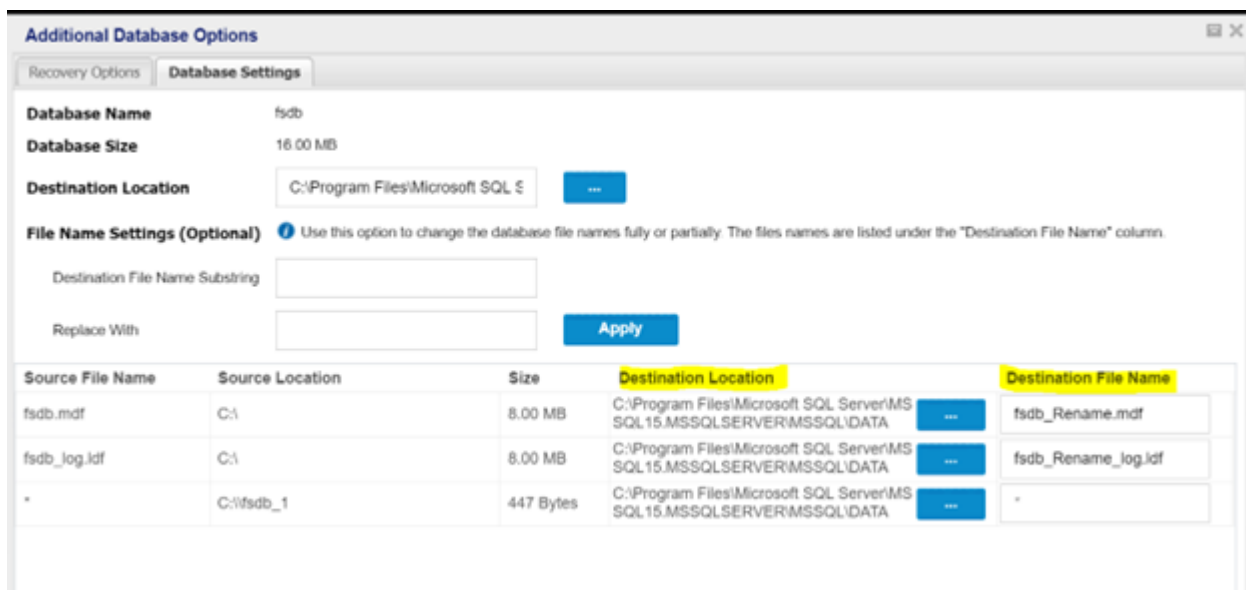 Additional Database Options
Recovery Options Database Settings
Database Name fsdb
Database Size 16.00 MB
Destination Location C:\Program Files\Microsoft SQL S ...
File Name Settings (Optional) i Use this option to change the database file names fully or partially. The files names are listed under the "Destination File Name" column.
Destination File Name Substring
Replace With Apply
Source File Name Source Location Size Destination Location Destination File Name
fsdb.mdf C:\ 8.00 MB C:\Program Files\Microsoft SQL Server\MS ... fsdb_Rename.mdf
SQL15.MSSQLSERVER\MSSQL\DATA
fsdb_log.ldf C:\ 8.00 MB C:\Program Files\Microsoft SQL Server\MS ... fsdb_Rename_log.ldf
SQL15.MSSQLSERVER\MSSQL\DATA
* C:\\fsdb_1 447 Bytes C:\Program Files\Microsoft SQL Server\MS ... *
SQL15.MSSQLSERVER\MSSQL\DATA